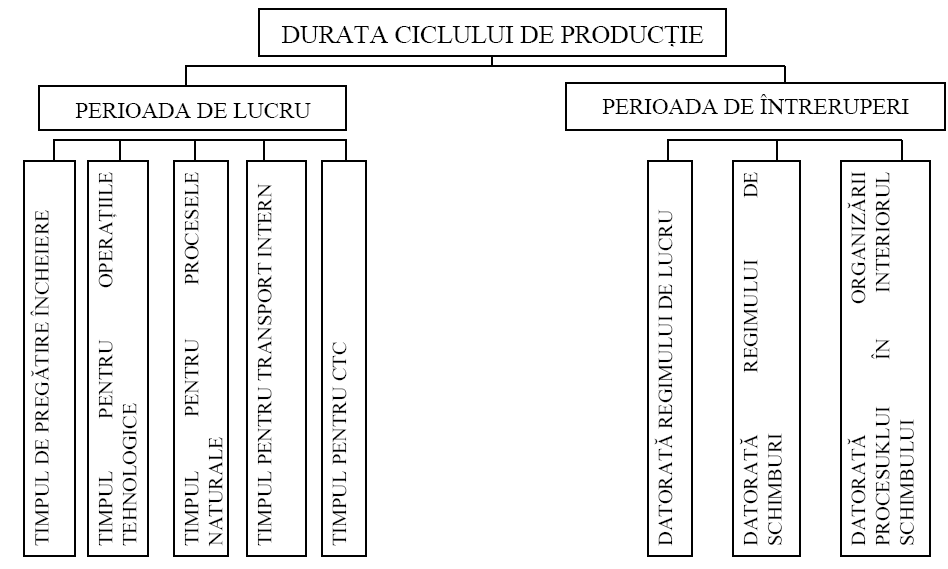 DURATA CICLULUI DE PRODUCȚIE
PERIOADA DE LUCRU
PERIOADA DE ÎNTRERUPERI
TIMPUL DE PREGĂTIRE ÎNCHEIERE
TIMPUL PENTRU OPERAȚIILE
TEHNOLOGICE
TIMPUL PENTRU PROCESELE
NATURALE
TIMPUL PENTRU TRANSPORT INTERN
TIMPUL PENTRU CTC
DATORATĂ REGIMULUI DE LUCRU
DATORATĂ REGIMULUI DE
SCHIMBURI
DATORATĂ ORGANIZĂRII
PROCESUKLUI ÎN INTERIORUL
SCHIMBULUI